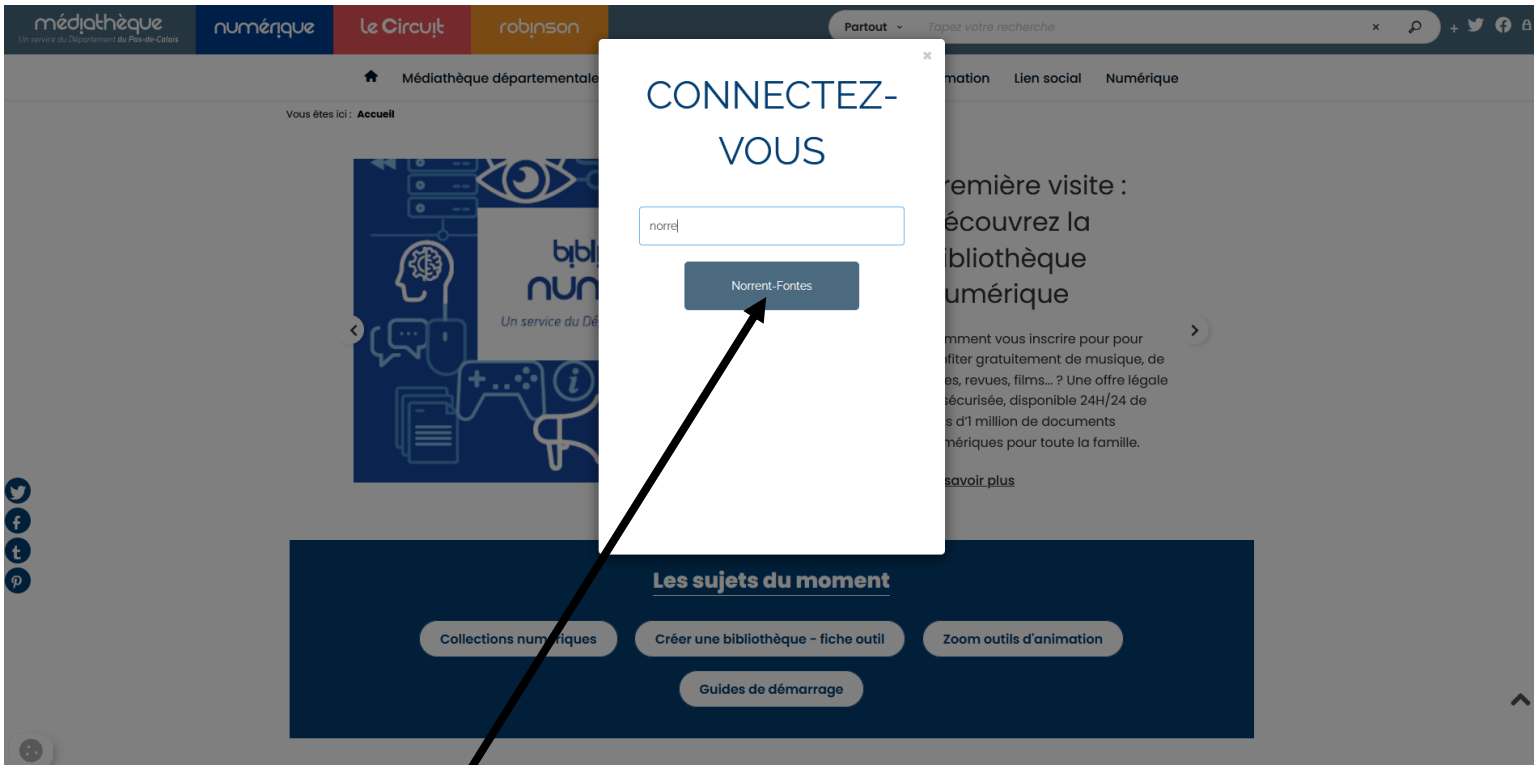 médiathèque
Un service du Département du Pas-de-Calais
numérique
le Circuit
robinson
Partout
Tapez votre recherche
Médiathèque départementale
mation
Lien social
Numérique
CONNECTEZ-
VOUS
norre
Norrent-Fontes
Vous êtes ici : Accueil
bibli
num
Un service du Dé
remière visite :
écouvrez la
ibliothèque
umérique
mment vous inscrire pour pour
fiter gratuitement de musique, de
es, revues, films... ? Une offre légale
sécurisée, disponible 24H/24 de
s d'1 million de documents
mériques pour toute la famille.
savoir plus
Les sujets du moment
Collections numériques
Créer une bibliothèque - fiche outil
Zoom outils d'animation
Guides de démarrage